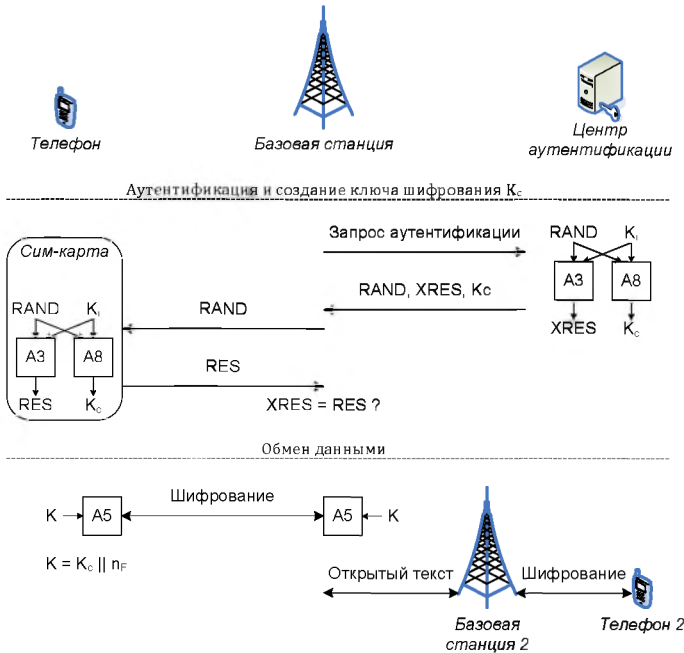 Телефон
Базовая станция
Центр
аутентификации
Аутентификация и создание ключа шифрования Kc
Запрос аутентификации
RAND Ki
A3 A8
XRES Kc
RAND, XRES, Kc
Сим-карта
RAND Ki
A3 A8
RES Kc
RAND
RES
XRES = RES ?
Обмен данными
K A5
Шифрование
A5 K
K = Kc || nF
Открытый текст
Шифрование
Базовая
станция 2
Телефон 2